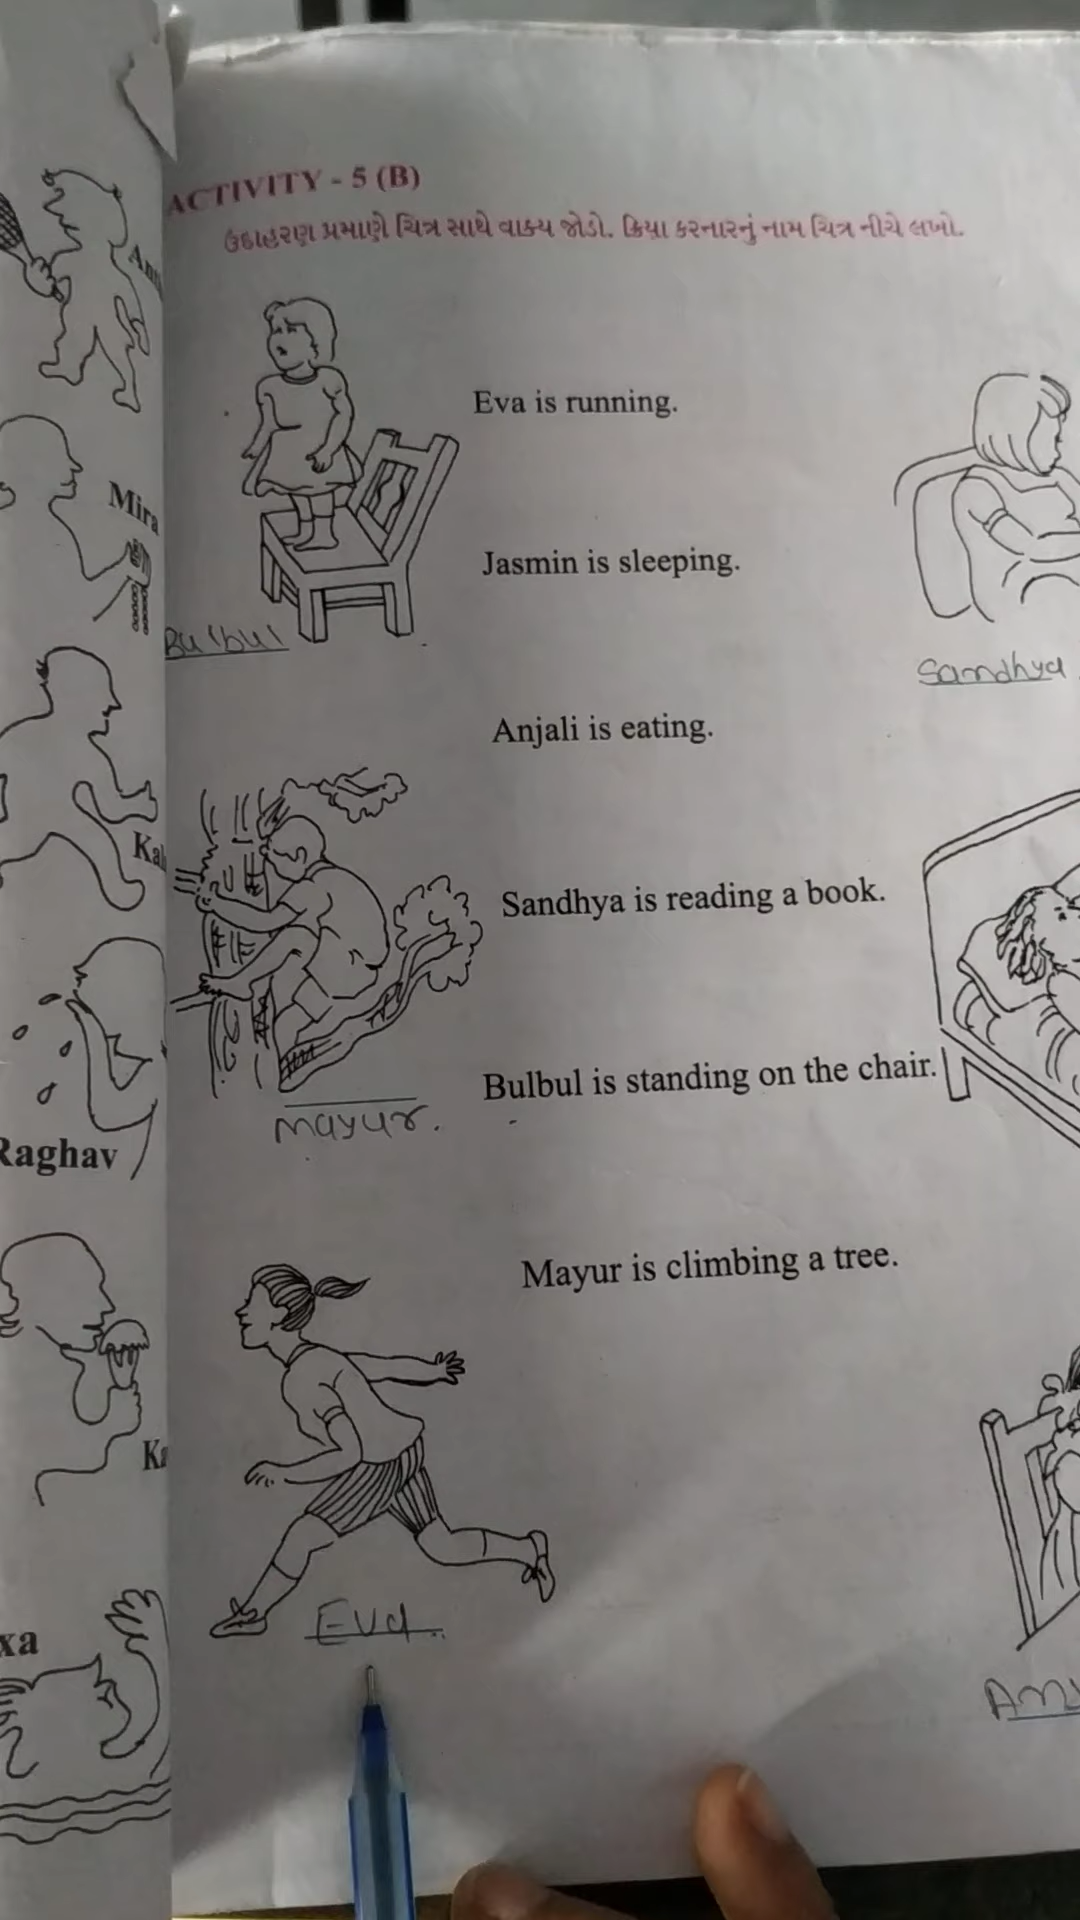 ACTIVITY - 5 (B)
ઉદાહરણ પ્રમાણે ચિત્ર સાથે વાક્ય જોડો. ક્રિયા કરનારનું નામ ચિત્ર નીચે લખો.
Eva is running.
Mira
Jasmin is sleeping.
Bulbul
Sandhya
Anjali is eating.
Sandhya is reading a book.
Bulbul is standing on the chair.
Mayur.
Raghav
Mayur is climbing a tree.
Eva.